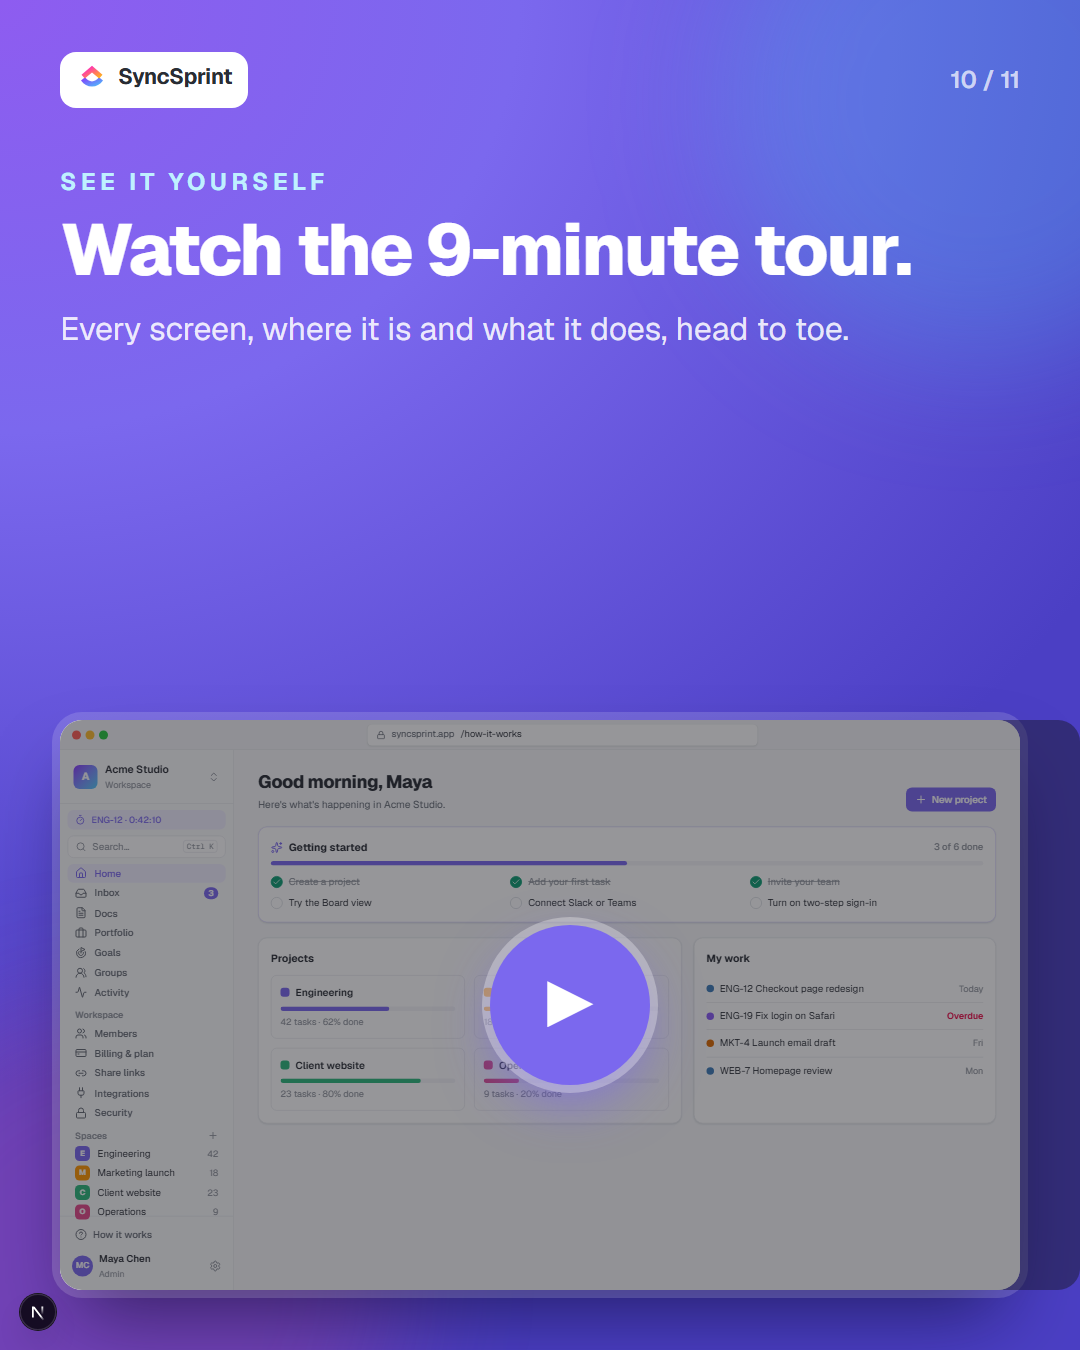 SyncSprint
10 / 11
SEE IT YOURSELF
Watch the 9-minute tour.
Every screen, where it is and what it does, head to toe.
syncsprint.app /how-it-works
A
Acme Studio
Workspace
ENG-12 · 0:42:10
Search...
Ctrl K
Home
Inbox
3
Docs
Portfolio
Goals
Groups
Activity
Workspace
Members
Billing & plan
Share links
Integrations
Security
Spaces
+
E Engineering 42
M Marketing launch 18
C Client website 23
O Operations 9
How it works
MC
Maya Chen
Admin
Good morning, Maya
Here's what's happening in Acme Studio.
+ New project
Getting started
3 of 6 done
Create a project
Add your first task
Invite your team
Try the Board view
Connect Slack or Teams
Turn on two-step sign-in
Projects
Engineering
42 tasks · 62% done
Client website
23 tasks · 80% done
9 tasks · 20% done
My work
ENG-12 Checkout page redesign Today
ENG-19 Fix login on Safari Overdue
MKT-4 Launch email draft Fri
WEB-7 Homepage review Mon
N